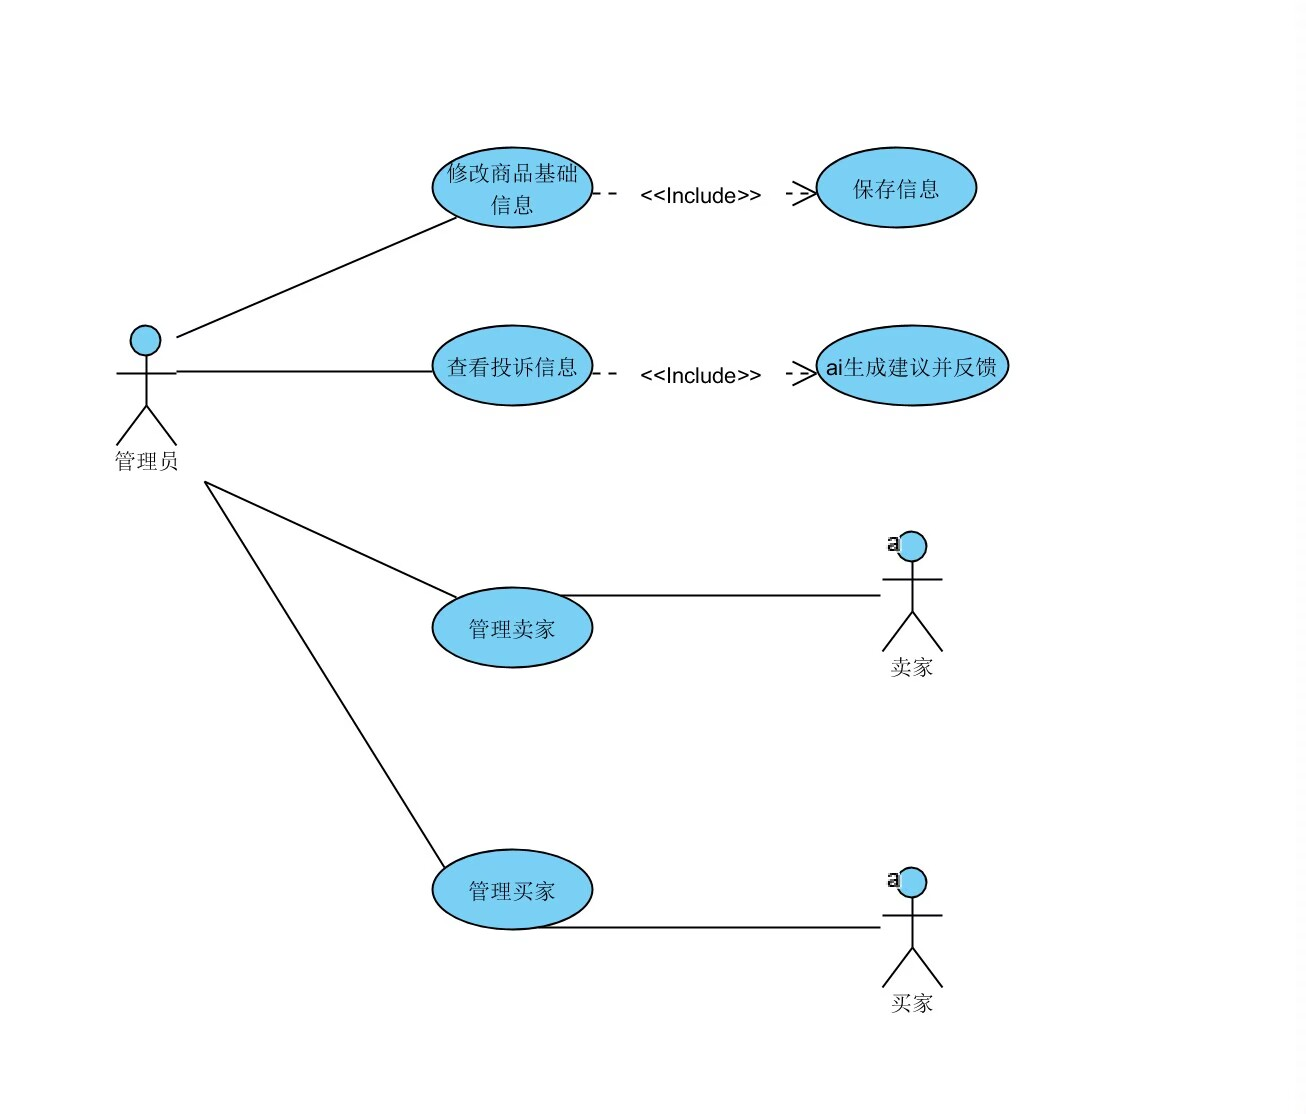 修改商品基础
信息
<<Include>>
保存信息
查看投诉信息
<<Include>>
ai生成建议并反馈
管理员
a
管理卖家
卖家
a
管理买家
买家